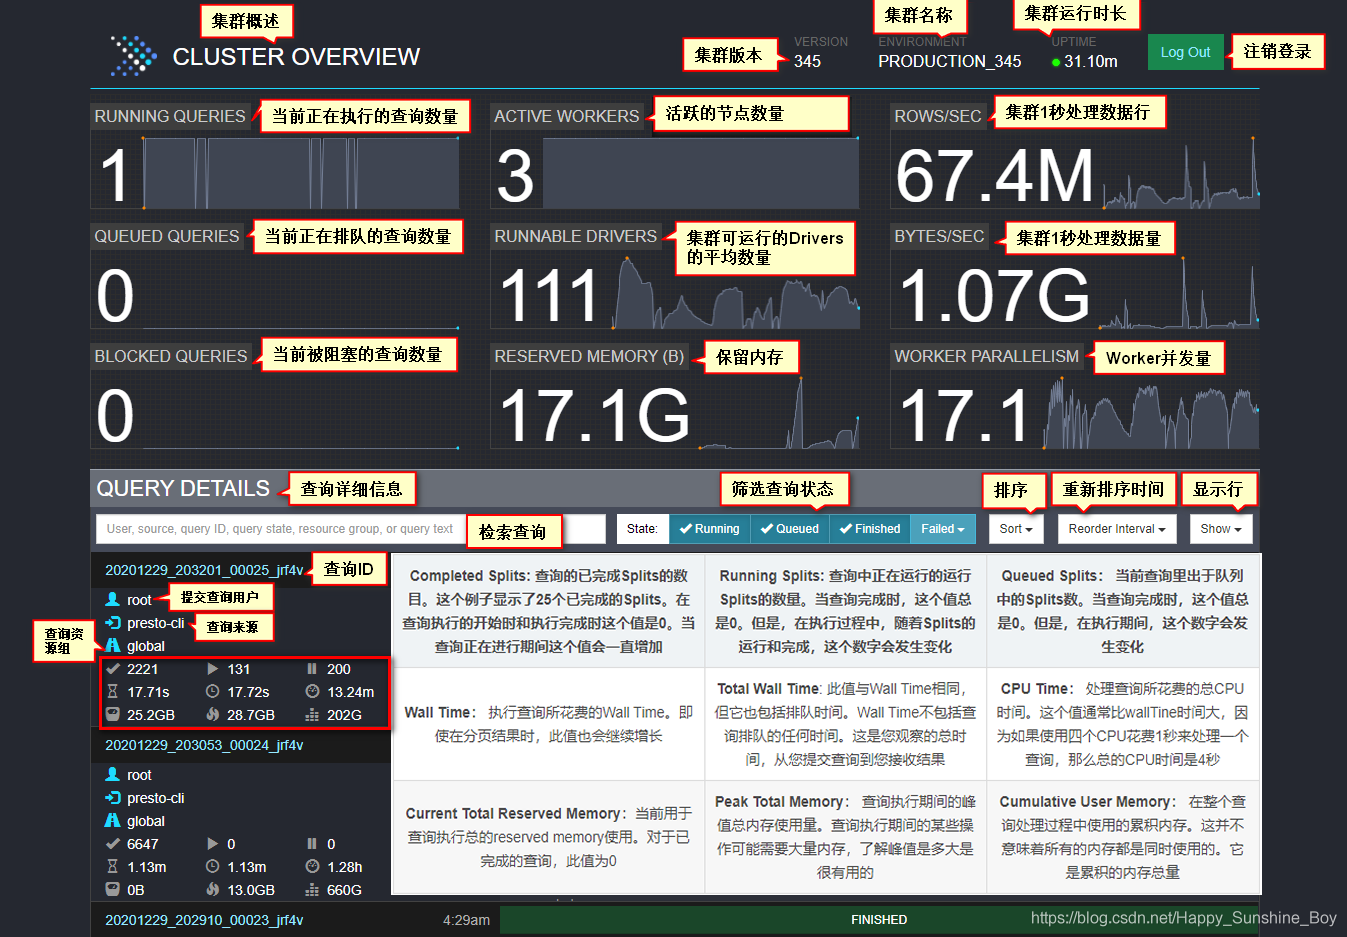 集群概述
集群名称
集群运行时长
CLUSTER OVERVIEW
集群版本
VERSION
345
ENVIRONMENT
PRODUCTION_345
UPTIME
31.10m
Log Out
注销登录
RUNNING QUERIES
当前正在执行的查询数量
1
ACTIVE WORKERS
活跃的节点数量
3
ROWS/SEC
集群1秒处理数据行
67.4M
QUEUED QUERIES
当前正在排队的查询数量
0
RUNNABLE DRIVERS
集群可运行的Drivers
的平均数量
111
BYTES/SEC
集群1秒处理数据量
1.07G
BLOCKED QUERIES
当前被阻塞的查询数量
0
RESERVED MEMORY (B)
保留内存
17.1G
WORKER PARALLELISM
Worker并发量
17.1
QUERY DETAILS
查询详细信息
筛选查询状态
排序
重新排序时间
显示行
User, source, query ID, query state, resource group, or query text
检索查询
State:
Running
Queued
Finished
Failed
Sort
Reorder Interval
Show
20201229_203201_00025_jrf4v
查询ID
root
提交查询用户
presto-cli
查询来源
查询资
源组
global
2221 131 200
17.71s 17.72s 13.24m
25.2GB 28.7GB 202G
20201229_203053_00024_jrf4v
root
presto-cli
global
6647 0 0
1.13m 1.13m 1.28h
0B 13.0GB 660G
Completed Splits: 查询的已完成Splits的数
目。这个例子显示了25个已完成的Splits。在
查询执行的开始时和执行完成时这个值是0。当
查询正在进行期间这个值会一直增加
Running Splits: 查询中正在运行的运行
Splits的数量。当查询完成时，这个值总
是0。但是，在执行过程中，随着Splits的
运行和完成，这个数字会发生变化
Queued Splits： 当前查询里出于队列
中的Splits数。当查询完成时，这个值总
是0。但是，在执行期间，这个数字会发
生变化
Wall Time： 执行查询所花费的Wall Time。即
使在分页结果时，此值也会继续增长
Total Wall Time: 此值与Wall Time相同，
但它也包括排队时间。Wall Time不包括查
询排队的任何时间。这是您观察的总时
间，从您提交查询到您接收结果
CPU Time： 处理查询所花费的总CPU
时间。这个值通常比wallTine时间大，因
为如果使用四个CPU花费1秒来处理一个
查询，那么总的CPU时间是4秒
Current Total Reserved Memory：当前用于
查询执行总的reserved memory使用。对于已
完成的查询，此值为0
Peak Total Memory： 查询执行期间的峰
值总内存使用量。查询执行期间的某些操
作可能需要大量内存，了解峰值是多大是
很有用的
Cumulative User Memory： 在整个查
询处理过程中使用的累积内存。这并不
意味着所有的内存都是同时使用的。它
是累积的内存总量
20201229_202910_00023_jrf4v
4:29am
FINISHED
https://blog.csdn.net/Happy_Sunshine_Boy